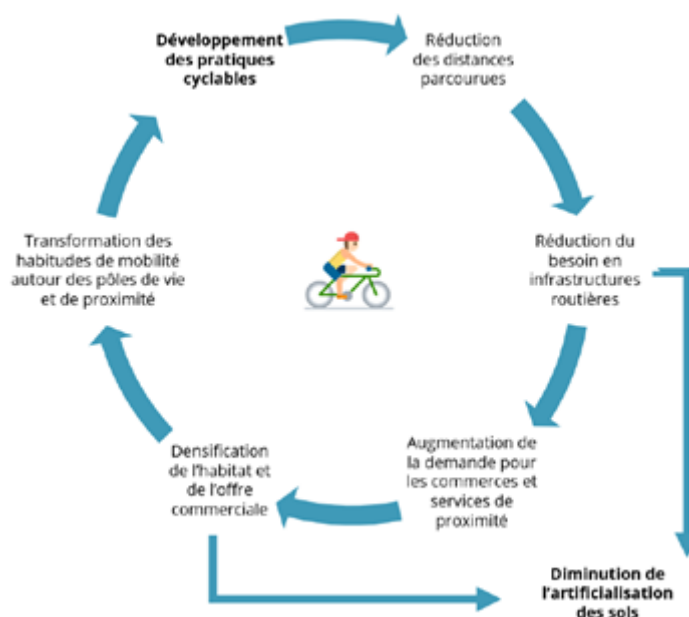 Développement
des pratiques
cyclables
Réduction
des distances
parcourues
Réduction du
besoin en
infrastructures
routières
Augmentation de
la demande pour
les commerces et
services de
proximité
Densification
de l'habitat et
de l'offre
commerciale
Transformation des
habitudes de mobilité
autour des pôles de vie
et de proximité
Diminution de
l'artificialisation
des sols